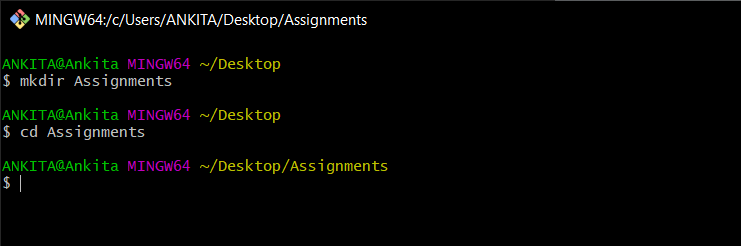 MINGW64:/c/Users/ANKITA/Desktop/Assignments
ANKITA@Ankita MINGW64 ~/Desktop
$ mkdir Assignments
ANKITA@Ankita MINGW64 ~/Desktop
$ cd Assignments
ANKITA@Ankita MINGW64 ~/Desktop/Assignments
$